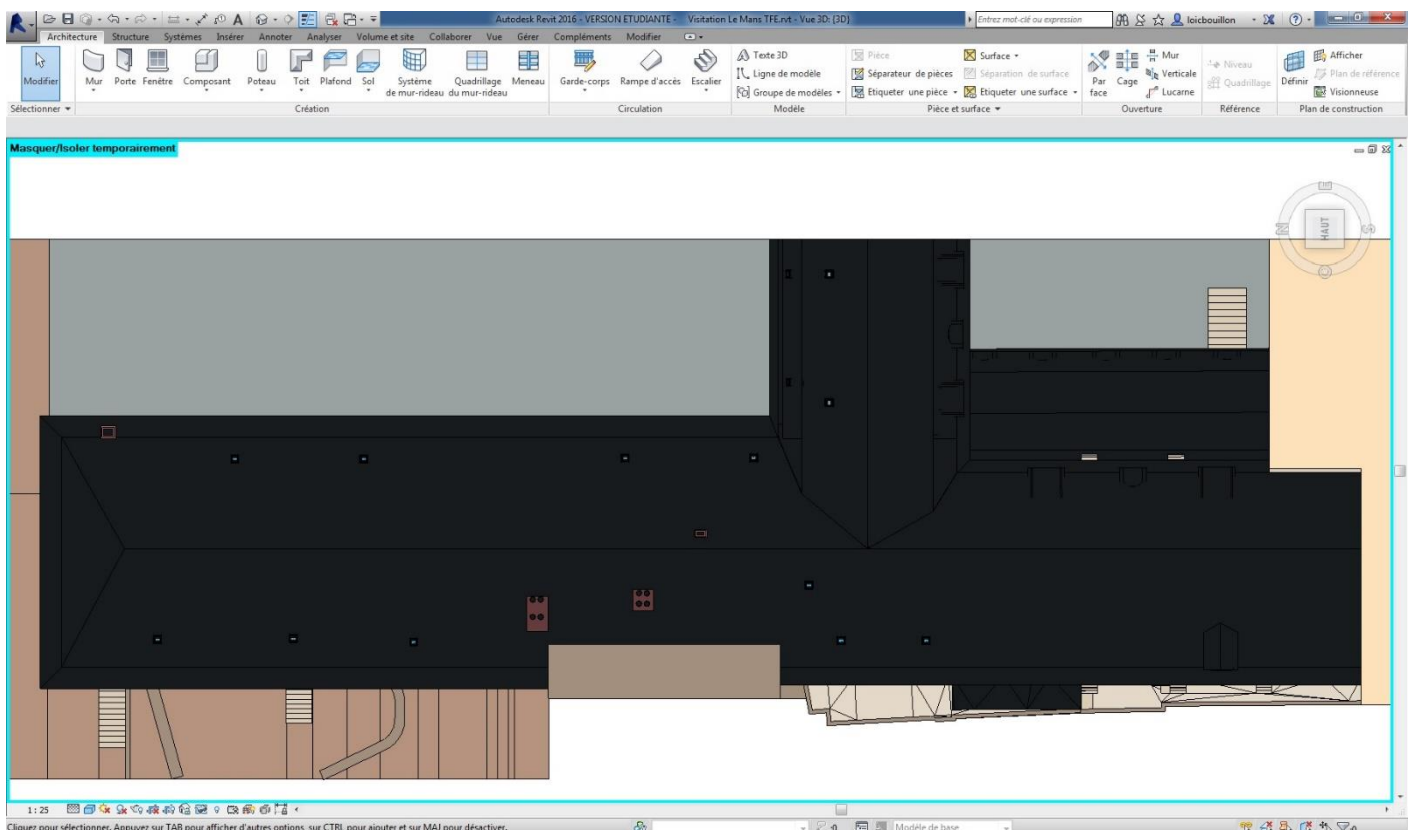 Autodesk Revit 2016 - VERSION ETUDIANTE - Visitation Le Mans TFE.rvt - Vue 3D: {3D}
Entrez mot-clé ou expression
loicbouillon
Architecture Structure Systèmes Insérer Annoter Analyser Volume et site Collaborer Vue Gérer Compléments Modifier
Modifier
Mur
Porte
Fenêtre
Composant
Poteau
Toit
Plafond
Sol
Système
de mur-rideau
Quadrillage
du mur-rideau
Meneau
Garde-corps
Rampe d'accès
Escalier
Texte 3D
Ligne de modèle
Groupe de modèles
Pièce
Séparateur de pièces
Etiqueter une pièce
Surface
Séparation de surface
Etiqueter une surface
Par
face
Cage
Mur
Verticale
Lucarne
Niveau
Quadrillage
Définir
Afficher
Plan de référence
Visionneuse
Sélectionner
Création
Circulation
Modèle
Pièce et surface
Ouverture
Référence
Plan de construction
Masquer/Isoler temporairement
E
N
HAUT
S
O
1 : 25
Cliquez pour sélectionner. Appuyez sur TAB pour afficher d'autres options, sur CTRL pour ajouter et sur MAJ pour désactiver.
Modèle de base